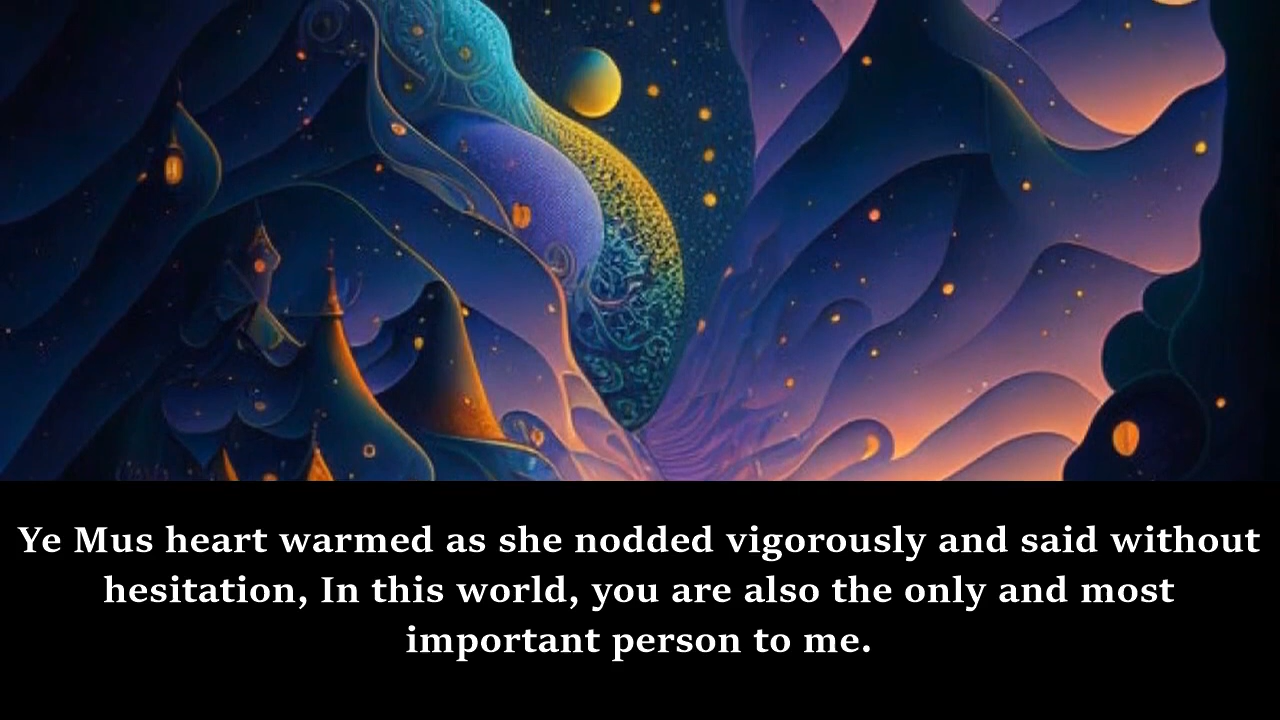 Ye Mus heart warmed as she nodded vigorously and said without
hesitation, In this world, you are also the only and most
important person to me.